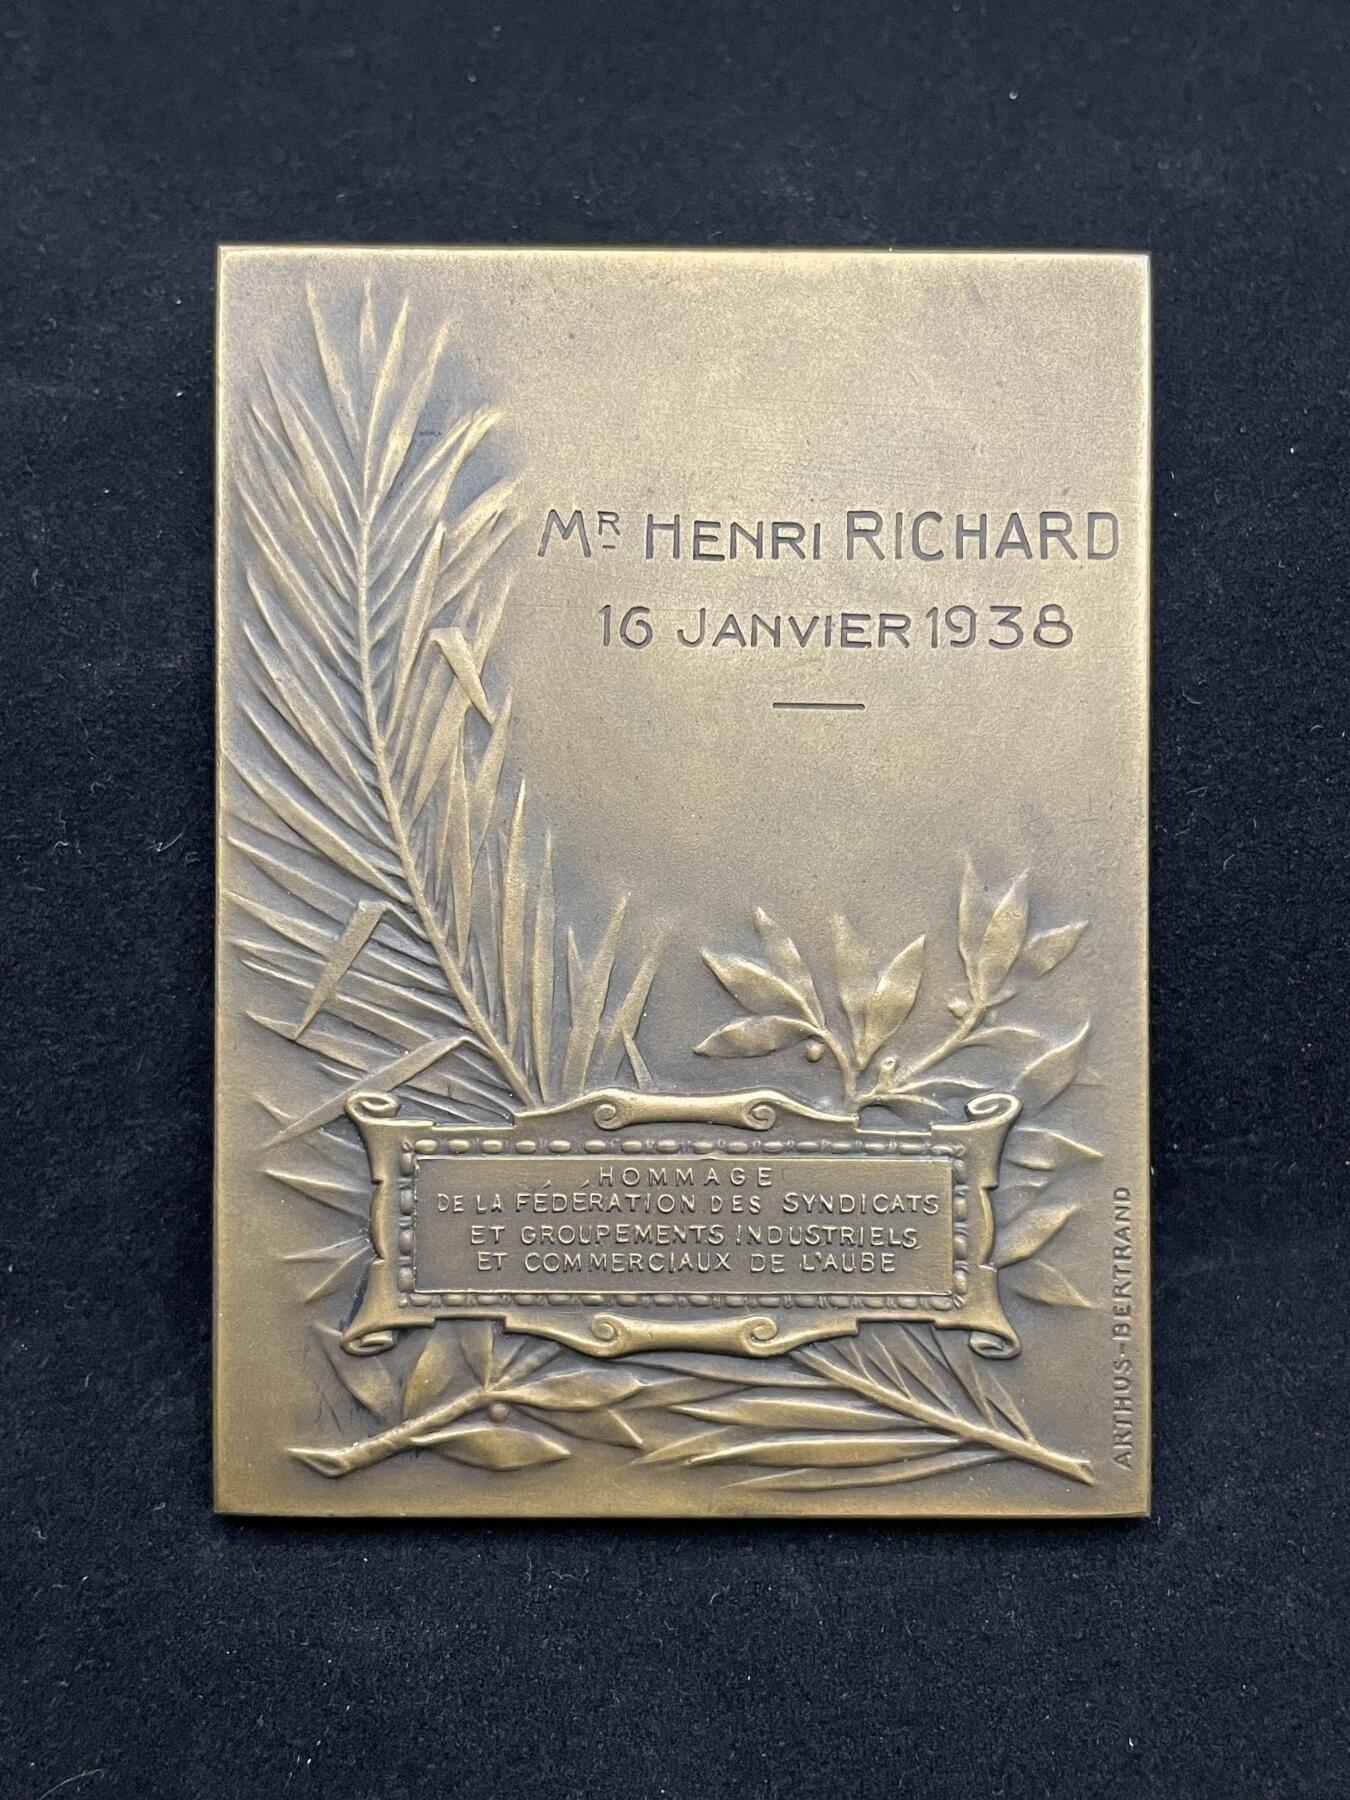 Mr HENRI RICHARD
16 JANVIER 1938
HOMMAGE
DE LA FÉDÉRATION DES SYNDICATS
ET GROUPEMENTS INDUSTRIELS
ET COMMERCIAUX DE L'AUBE
ARTHUS-BERTRAND